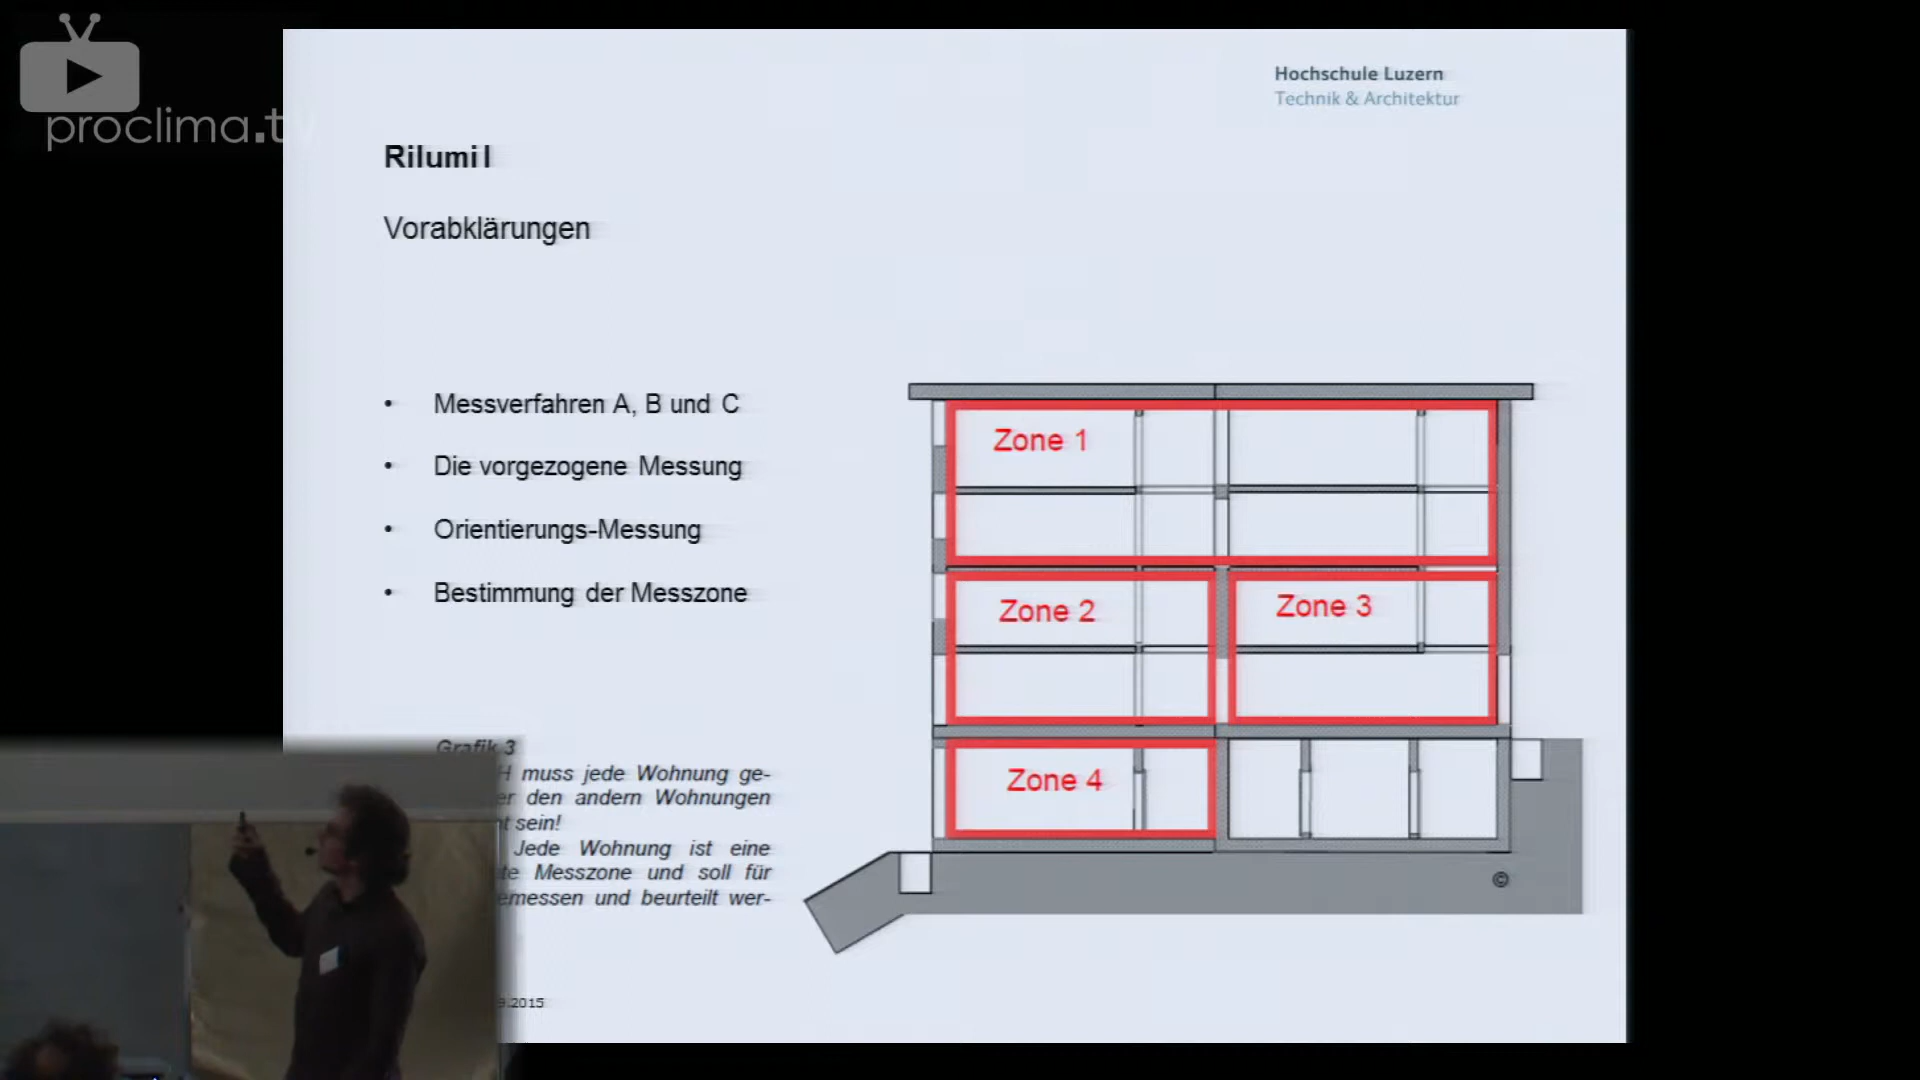 proclima.tv
Hochschule Luzern
Technik & Architektur
Rilumi I
Vorabklärungen
• Messverfahren A, B und C
• Die vorgezogene Messung
• Orientierungs-Messung
• Bestimmung der Messzone
Grafik 3
muss jede Wohnung ge-
den andern Wohnungen
sein!
Jede Wohnung ist eine
Messzone und soll für
und beurteilt wer-
.2015
Zone 1
Zone 2
Zone 3
Zone 4
©